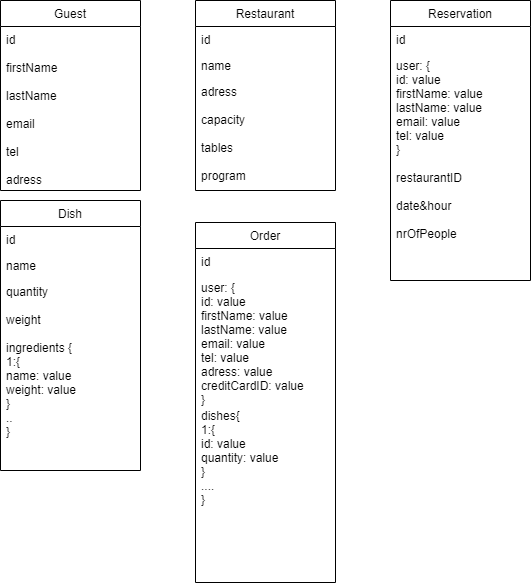 Guest
id
firstName
lastName
email
tel
adress
Restaurant
id
name
adress
capacity
tables
program
Reservation
id
user: {
id: value
firstName: value
lastName: value
email: value
tel: value
}
restaurantID
date&hour
nrOfPeople
Dish
id
name
quantity
weight
ingredients {
1:{
name: value
weight: value
}
..
}
Order
id
user: {
id: value
firstName: value
lastName: value
email: value
tel: value
adress: value
creditCardID: value
}
dishes{
1:{
id: value
quantity: value
}
....
}